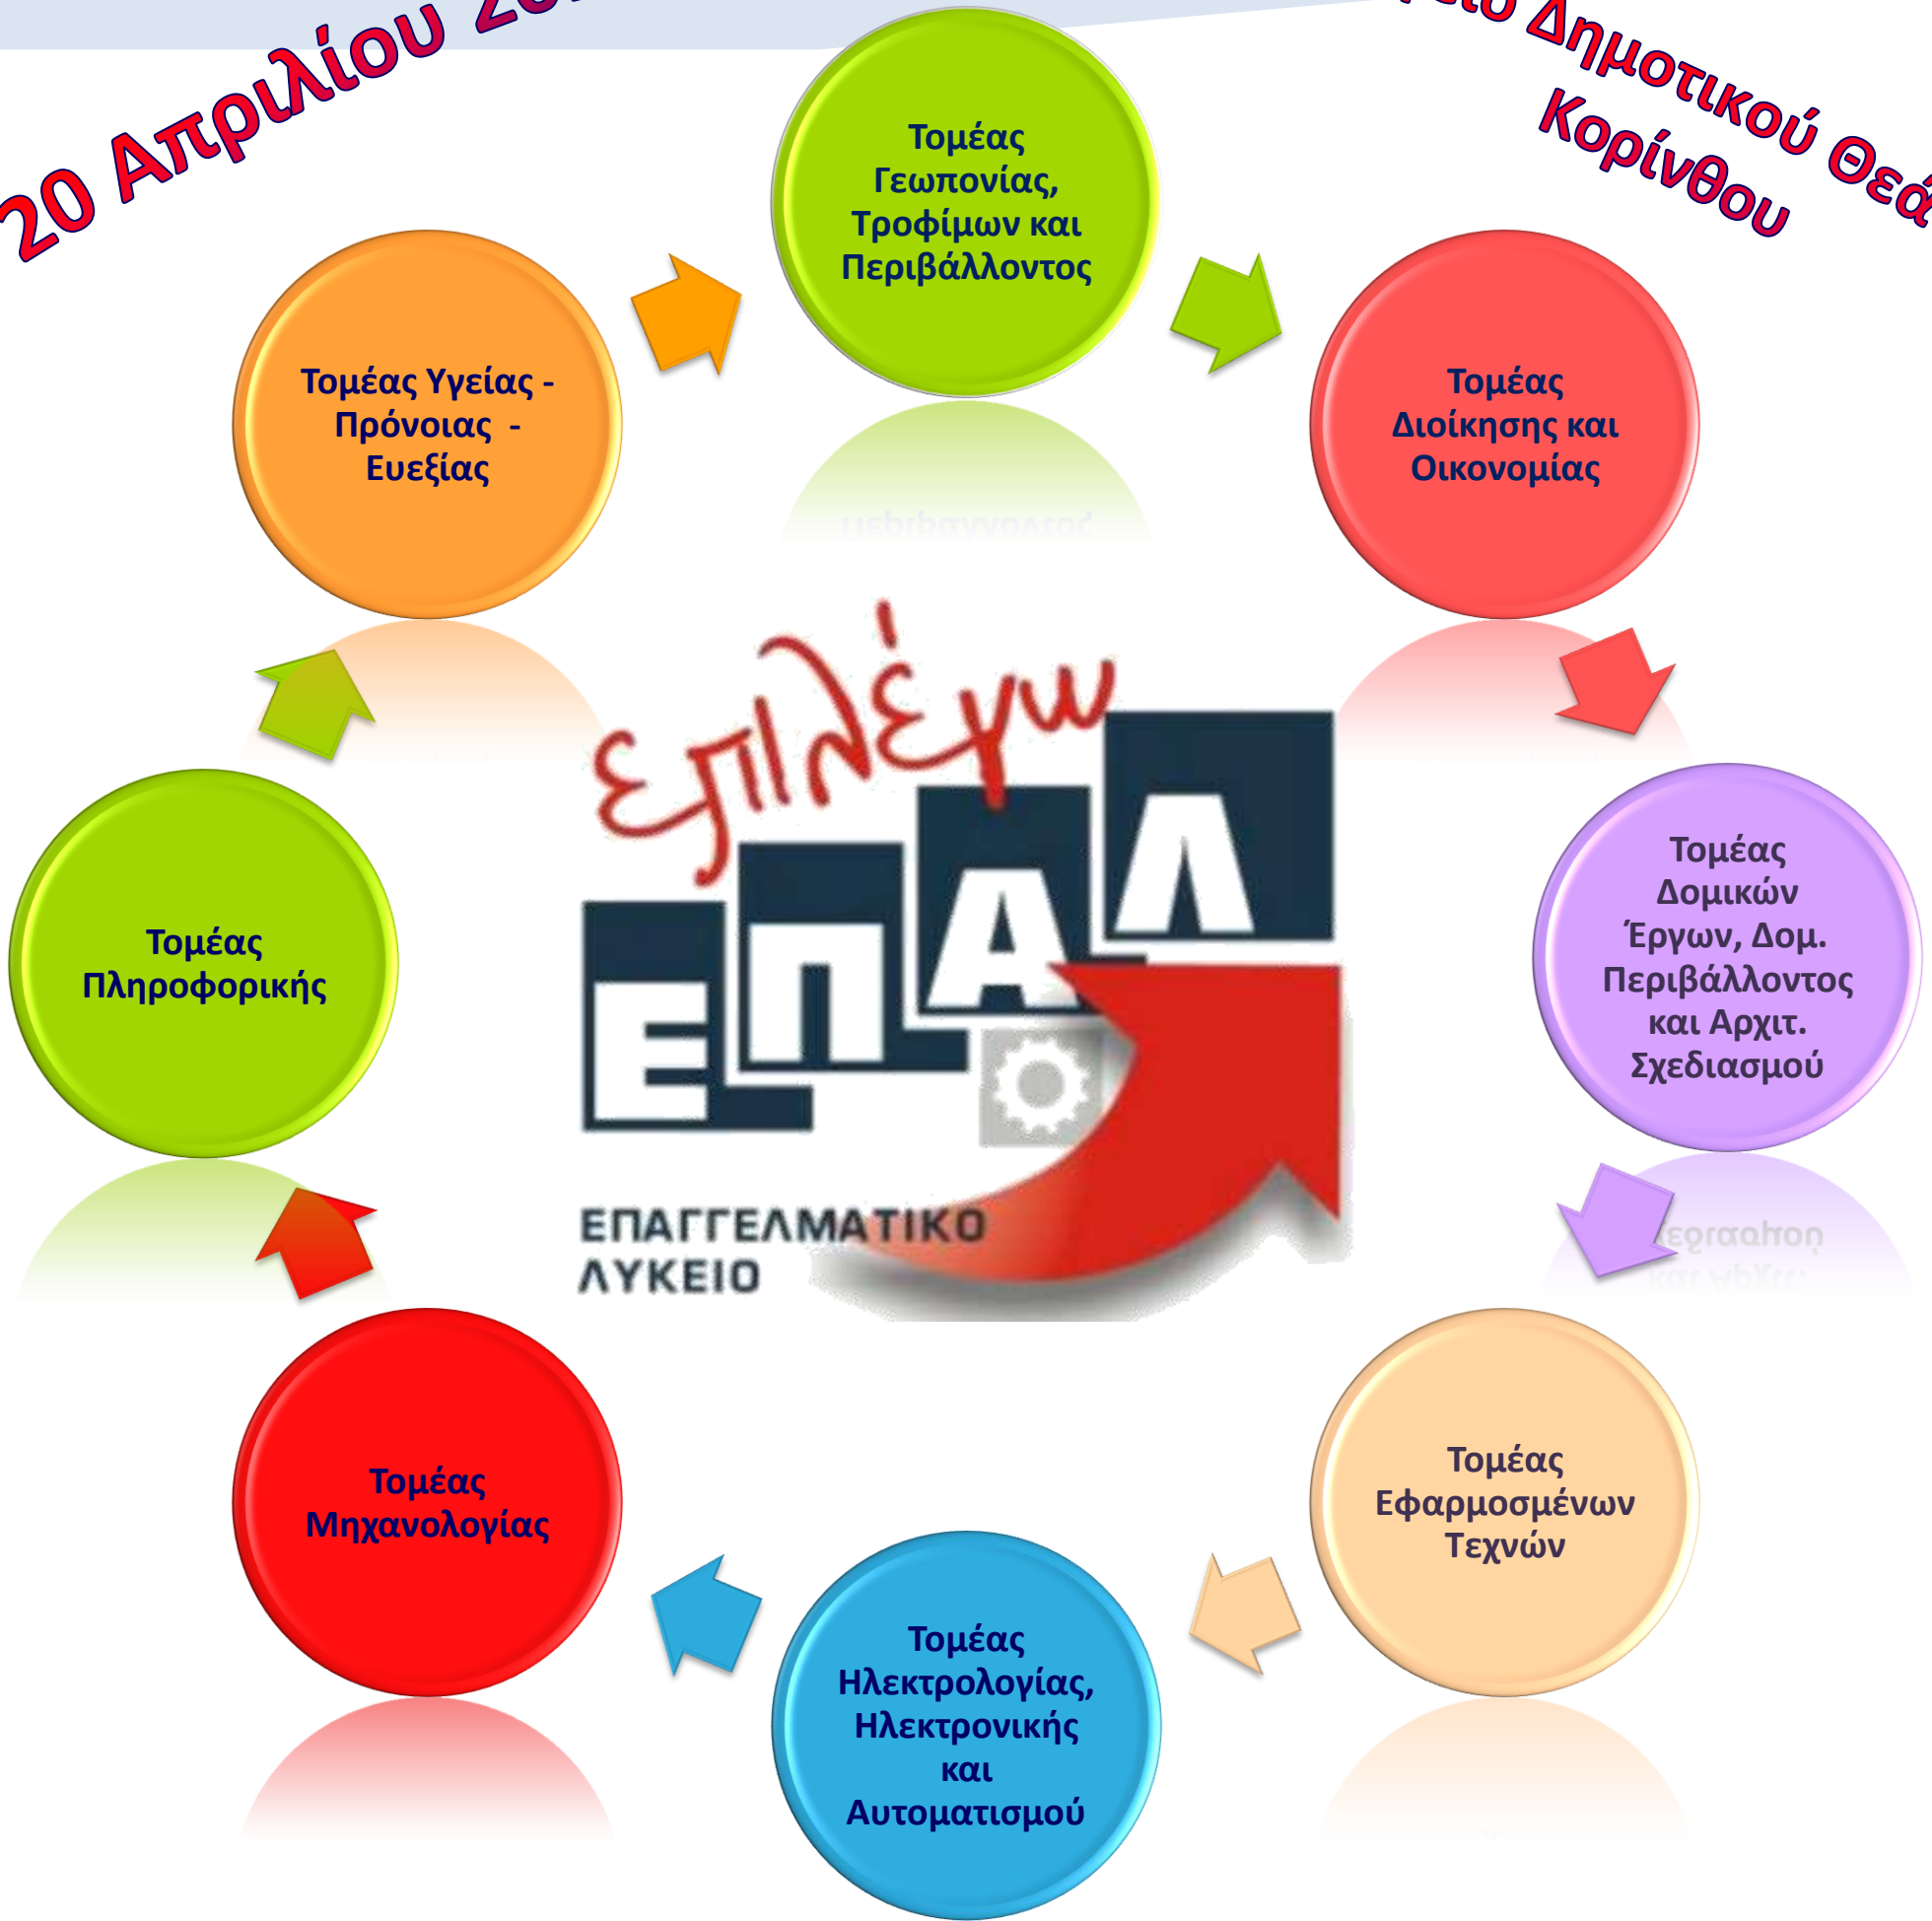 20 Απριλίου
Δημοτικού
Κορίνθου
Τομέας
Γεωπονίας,
Τροφίμων και
Περιβάλλοντος
Τομέας
Διοίκησης και
Οικονομίας
Τομέας
Δομικών
Έργων, Δομ.
Περιβάλλοντος
και Αρχιτ.
Σχεδιασμού
Τομέας
Εφαρμοσμένων
Τεχνών
Τομέας
Ηλεκτρολογίας,
Ηλεκτρονικής
και
Αυτοματισμού
Τομέας
Μηχανολογίας
Τομέας
Πληροφορικής
Τομέας Υγείας -
Πρόνοιας -
Ευεξίας
επιλέγω
ΕΠΑΛ
ΕΠΑΓΓΕΛΜΑΤΙΚΟ
ΛΥΚΕΙΟ